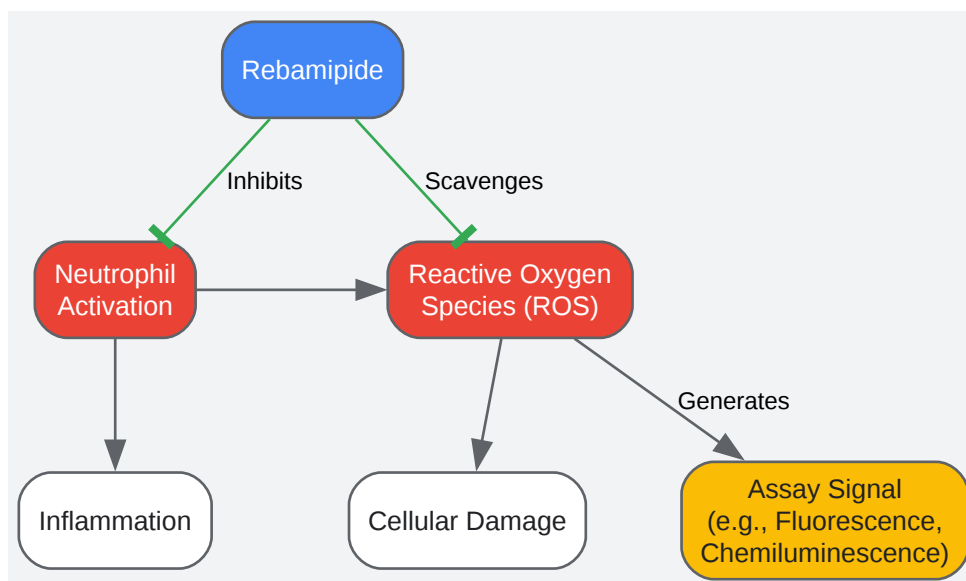 Rebamipide
Inhibits
Scavenges
Neutrophil
Activation
Reactive Oxygen
Species (ROS)
Generates
Inflammation
Cellular Damage
Assay Signal
(e.g., Fluorescence,
Chemiluminescence)